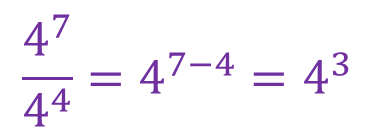 4^7/4^4 = 4^{7-4} = 4^3